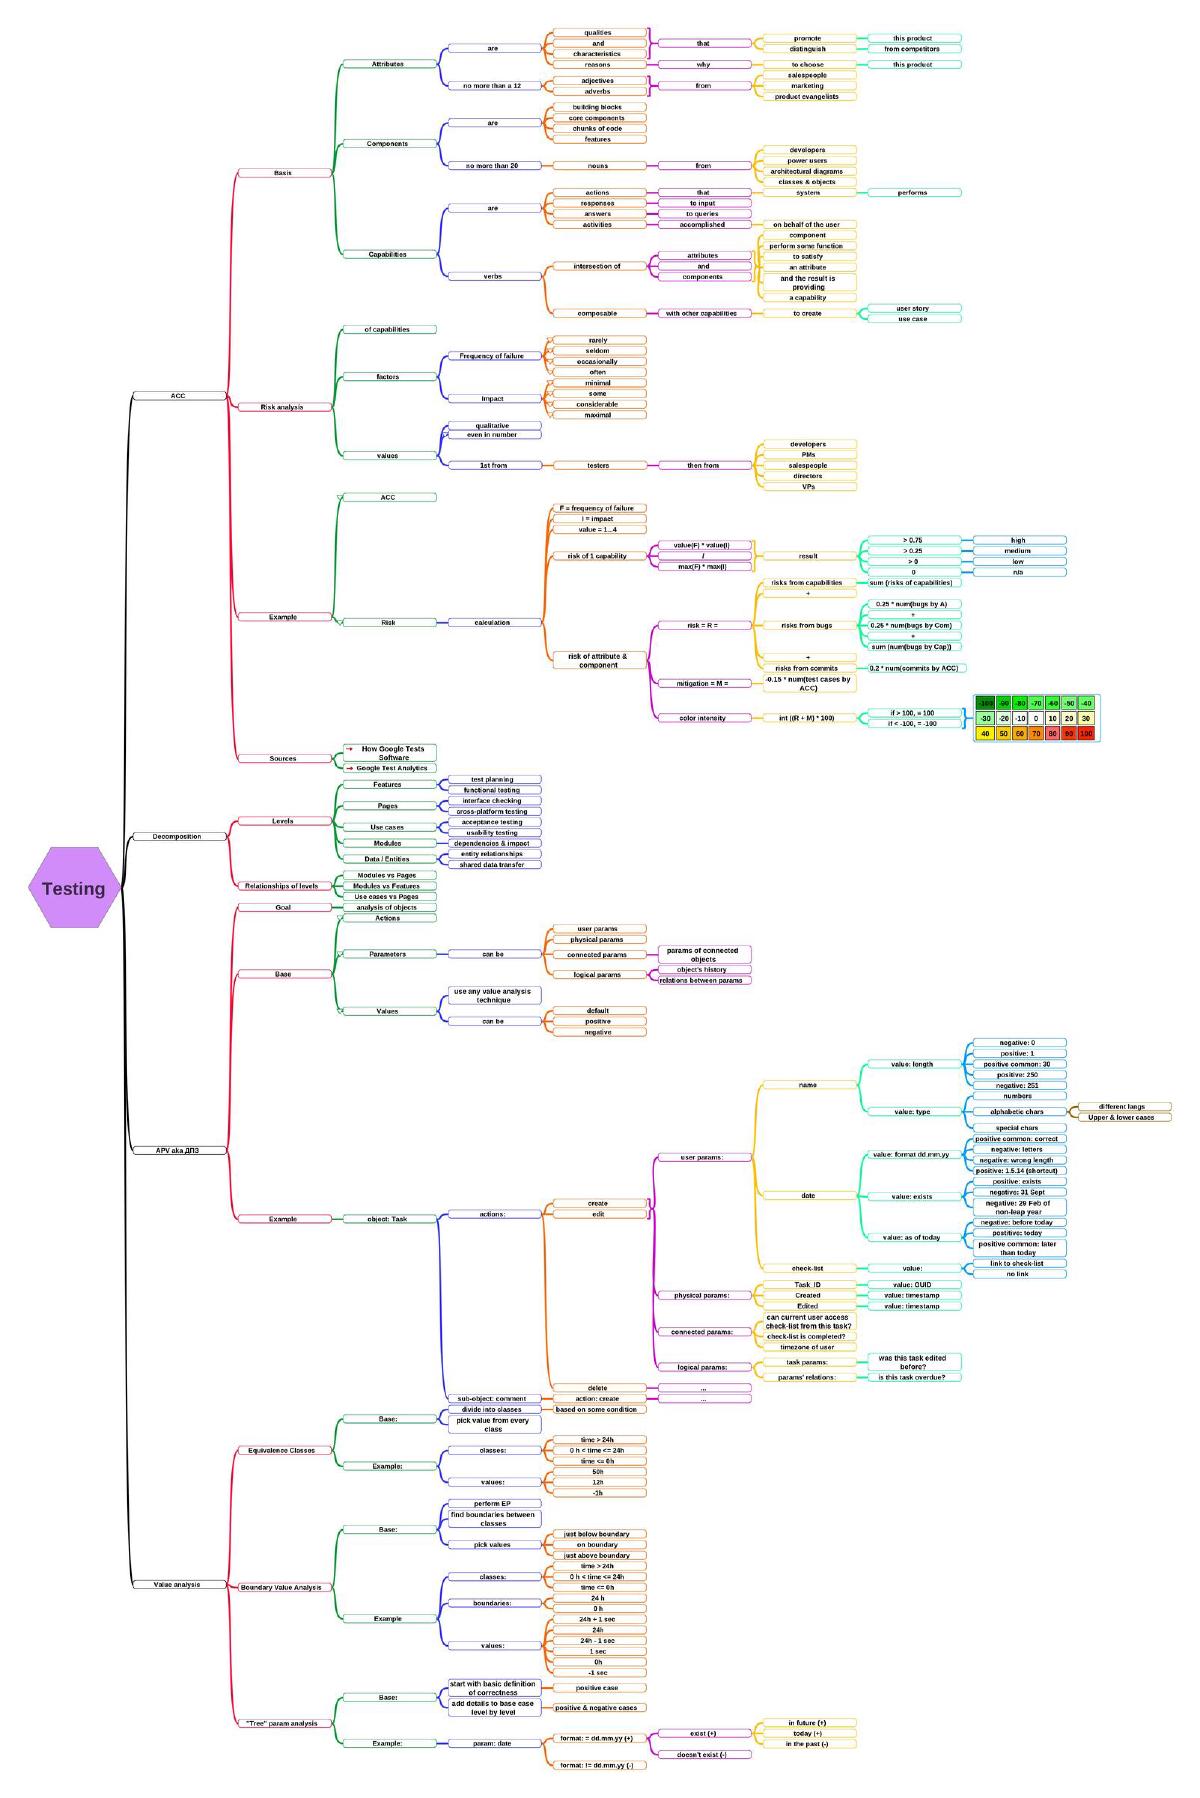 Testing
ACC
Basis
Attributes
are
qualities
and
characteristics
that
promote
this product
distinguish
from competitors
reasons
why
to choose
this product
no more than a 12
adjectives
adverbs
from
salespeople
marketing
product evangelists
Components
are
building blocks
core components
chunks of code
features
no more than 20
nouns
from
developers
power users
architectural diagrams
classes & objects
Capabilities
are
actions
that
system
performs
responses
to input
answers
to queries
activities
accomplished
on behalf of the user
verbs
intersection of
attributes
and
components
component
perform some function
to satisfy
an attribute
and the result is
providing
a capability
composable
with other capabilities
to create
user story
use case
Risk analysis
of capabilities
factors
Frequency of failure
rarely
seldom
occasionally
often
Impact
minimal
some
considerable
maximal
values
qualitative
even in number
1st from
testers
then from
developers
PMs
salespeople
directors
VPs
Example
ACC
Risk
calculation
F = frequency of failure
I = impact
value = 1...4
risk of 1 capability
value(F) * value(I)
/
max(F) * max(I)
result
> 0.75
high
> 0.25
medium
> 0
low
0
n/a
risk of attribute &
component
risk = R =
risks from capabilities
sum (risks of capabilities)
+
risks from bugs
0.25 * num(bugs by A)
+
0.25 * num(bugs by Com)
+
sum (num(bugs by Cap))
+
risks from commits
0.2 * num(commits by ACC)
mitigation = M =
-0.15 * num(test cases by
ACC)
color intensity
int ((R + M) * 100)
if > 100, = 100
if < -100, = -100
-100 -90 -80 -70 -60 -50 -40
-30 -20 -10 0 10 20 30
40 50 60 70 80 90 100
Sources
How Google Tests
Software
Google Test Analytics
Decomposition
Levels
Features
test planning
functional testing
Pages
interface checking
cross-platform testing
Use cases
acceptance testing
usability testing
Modules
dependencies & impact
Data / Entities
entity relationships
shared data transfer
Relationships of levels
Modules vs Pages
Modules vs Features
Use cases vs Pages
APV aka ДПЗ
Goal
analysis of objects
Base
Actions
Parameters
can be
user params
physical params
connected params
params of connected
objects
logical params
object's history
relations between params
Values
use any value analysis
technique
can be
default
positive
negative
Example
object: Task
actions:
create
edit
user params:
name
value: length
negative: 0
positive: 1
positive common: 30
positive: 250
negative: 251
value: type
numbers
alphabetic chars
different langs
Upper & lower cases
special chars
date
value: format dd.mm.yy
positive common: correct
negative: letters
negative: wrong length
positive: 1.5.14 (shortcut)
value: exists
positive: exists
negative: 31 Sept
negative: 29 Feb of
non-leap year
value: as of today
negative: before today
postitive: today
positive common: later
than today
check-list
value:
link to check-list
no link
physical params:
Task_ID
value: GUID
Created
value: timestamp
Edited
value: timestamp
connected params:
can current user access
check-list from this task?
check-list is completed?
timezone of user
logical params:
task params:
was this task edited
before?
params' relations:
is this task overdue?
delete
...
sub-object: comment
action: create
...
Value analysis
Equivalence Classes
Base:
divide into classes
based on some condition
pick value from every
class
Example:
classes:
time > 24h
0 h < time <= 24h
time <= 0h
values:
50h
12h
-1h
Boundary Value Analysis
Base:
perform EP
find boundaries between
classes
pick values
just below boundary
on boundary
just above boundary
Example
classes:
time > 24h
0 h < time <= 24h
time <= 0h
boundaries:
24 h
0 h
values:
24h + 1 sec
24h
24h - 1 sec
1 sec
0h
-1 sec
"Tree" param analysis
Base:
start with basic definition
of correctness
positive case
add details to base case
level by level
positive & negative cases
Example:
param: date
format: = dd.mm.yy (+)
exist (+)
in future (+)
today (+)
in the past (-)
doesn't exist (-)
format: != dd.mm.yy (-)